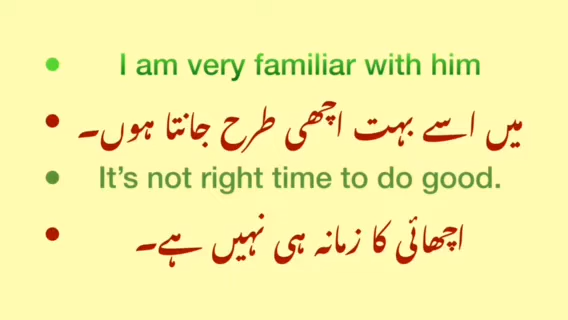 I am very familiar with him
میں اسے بہت اچھی طرح جانتا ہوں۔
It’s not right time to do good.
اچھائی کا زمانہ ہی نہیں ہے۔